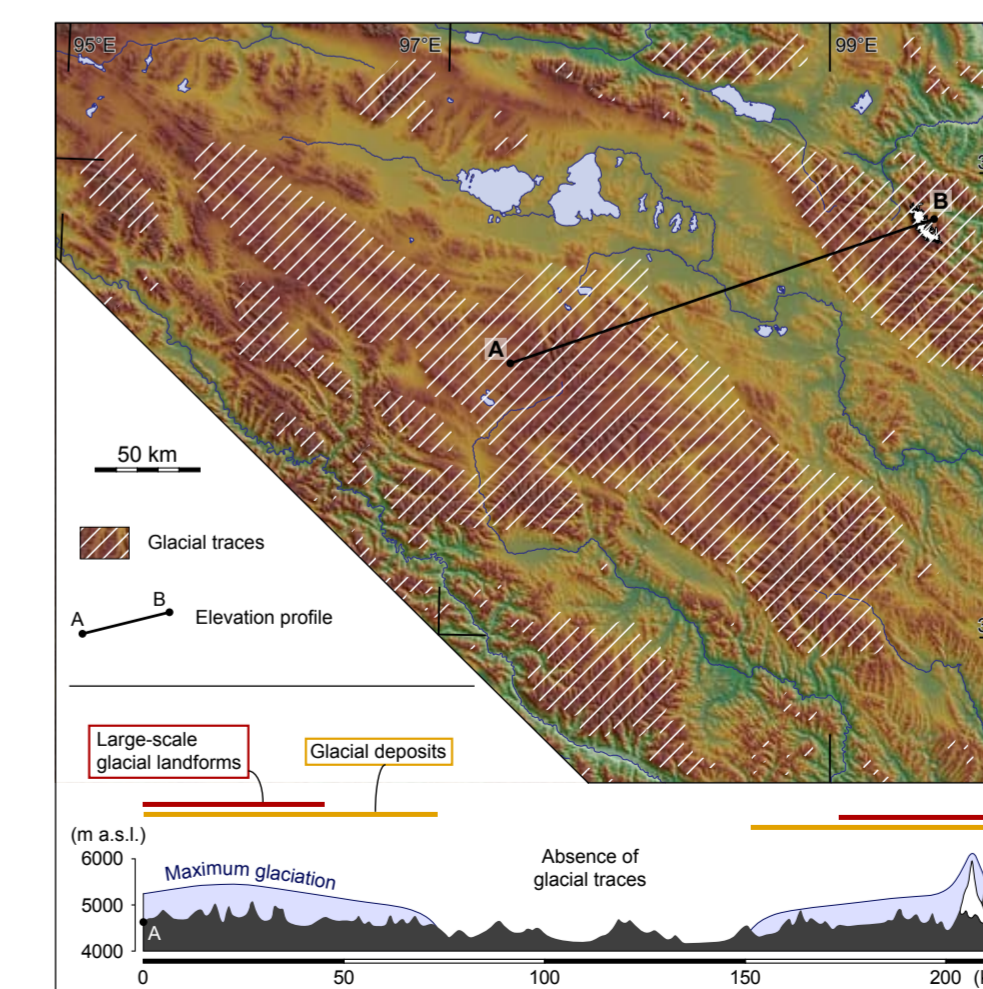 95°E
97°E
99°E
B
A
50 km
Glacial traces
A
B
Elevation profile
Large-scale
glacial landforms
Glacial deposits
(m a.s.l.)
6000
5000
4000
Maximum glaciation
Absence of
glacial traces
A
0
50
100
150
200